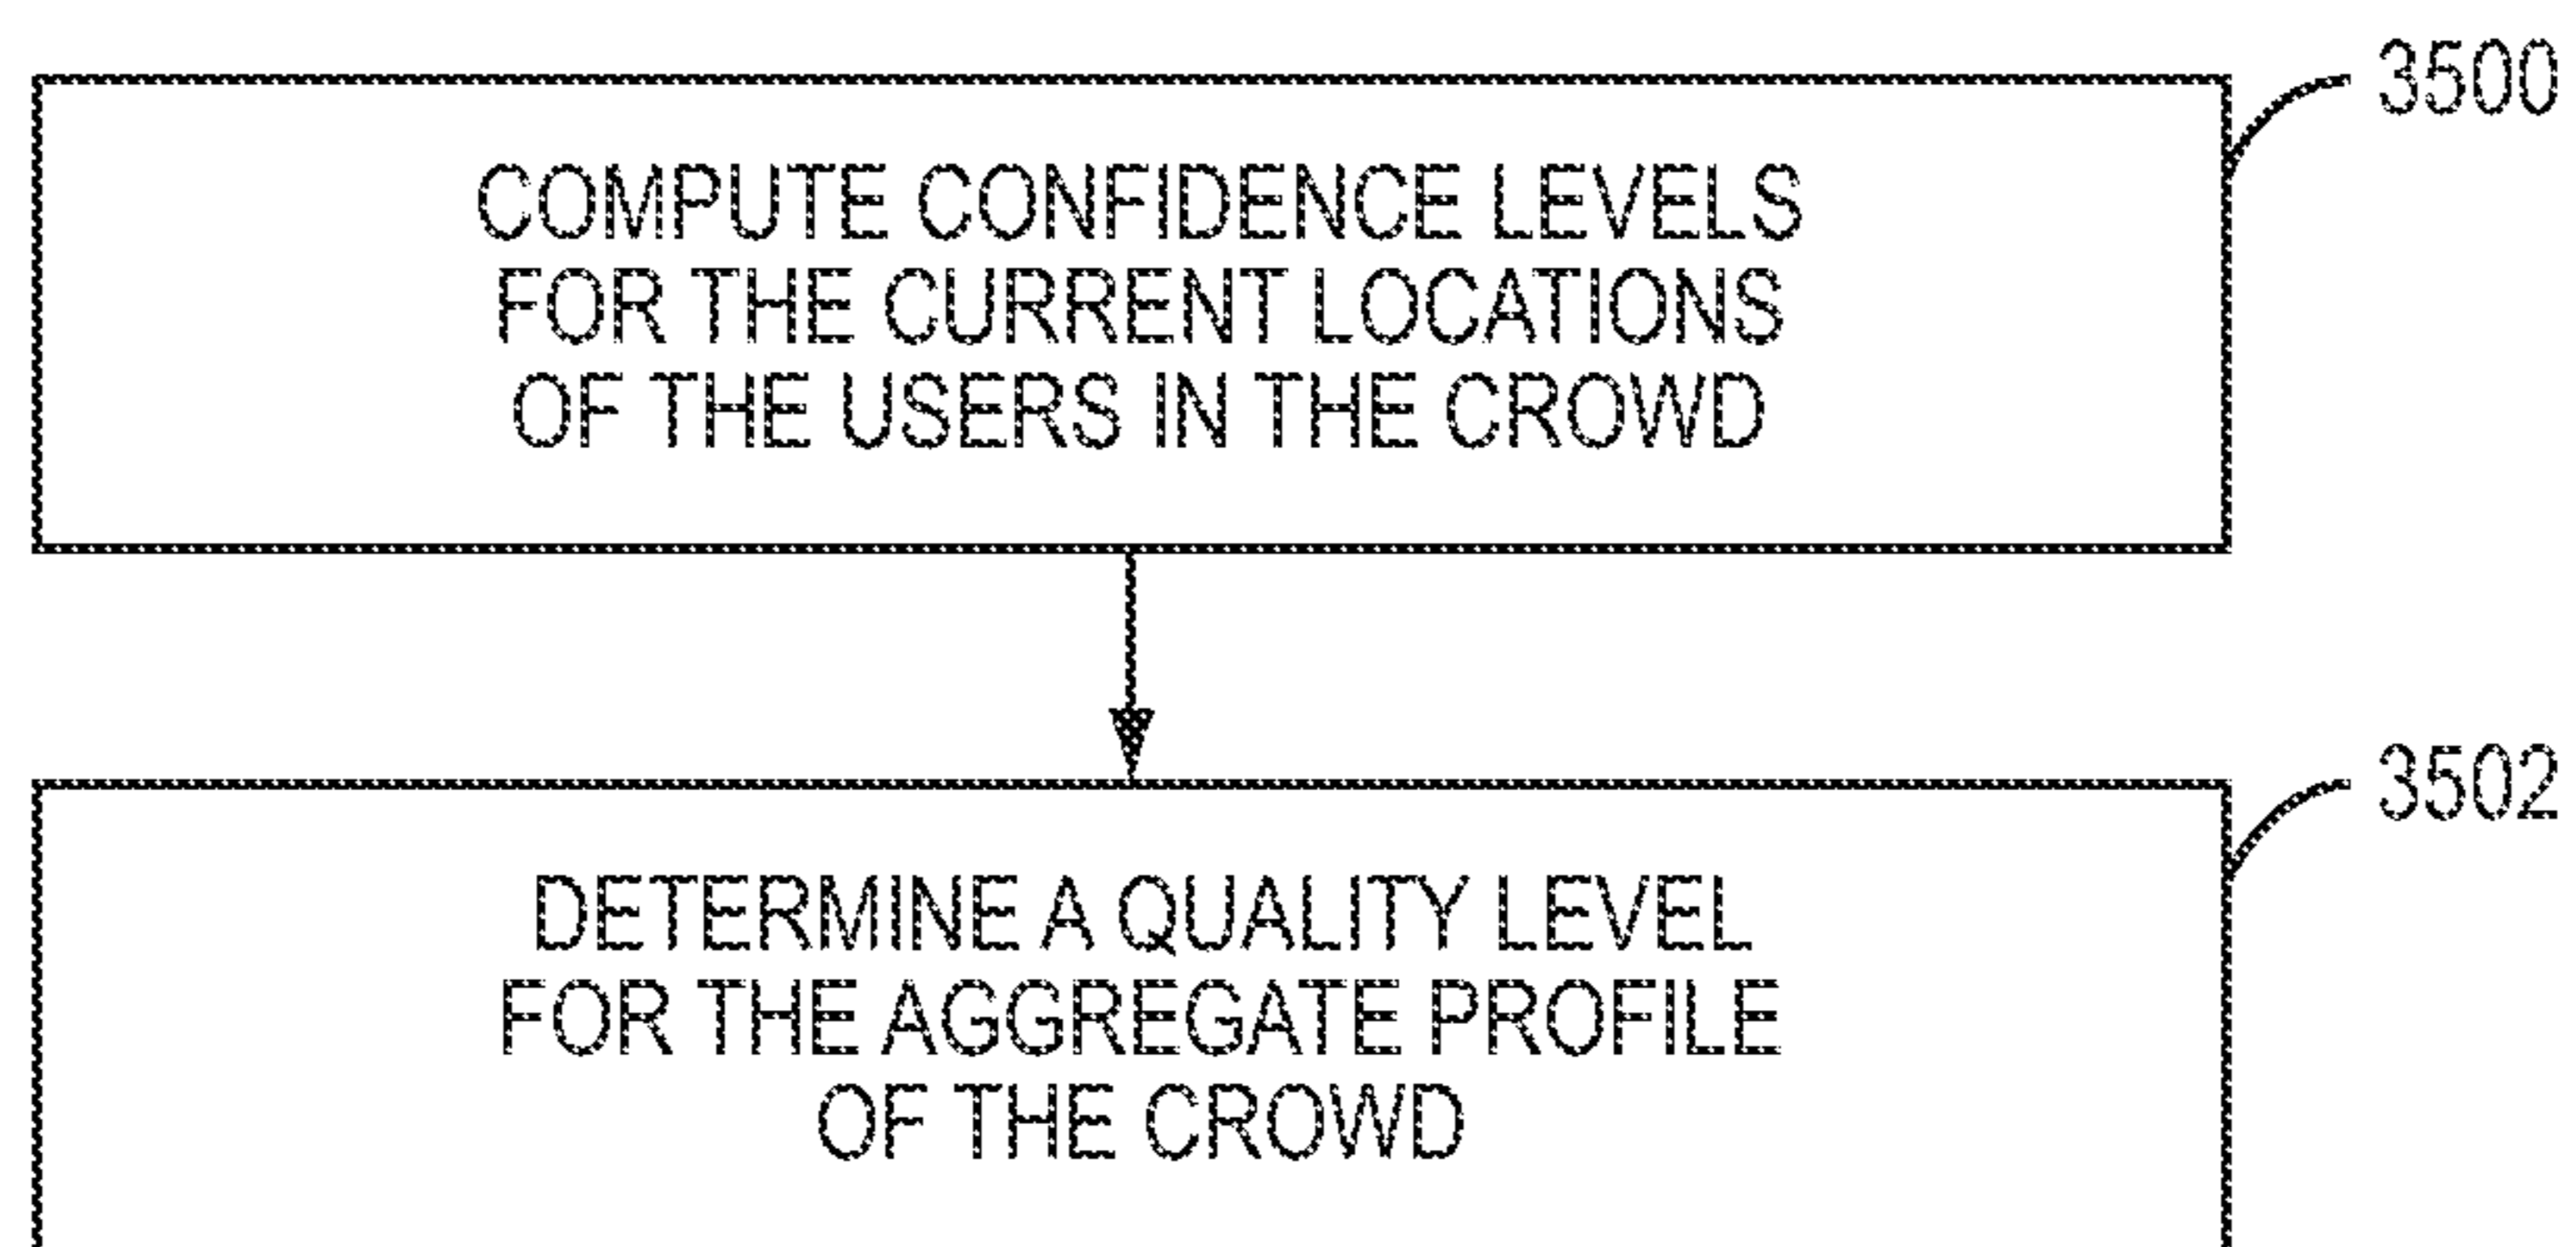 3500
COMPUTE CONFIDENCE LEVELS
FOR THE CURRENT LOCATIONS
OF THE USERS IN THE CROWD
3502
DETERMINE A QUALITY LEVEL
FOR THE AGGREGATE PROFILE
OF THE CROWD